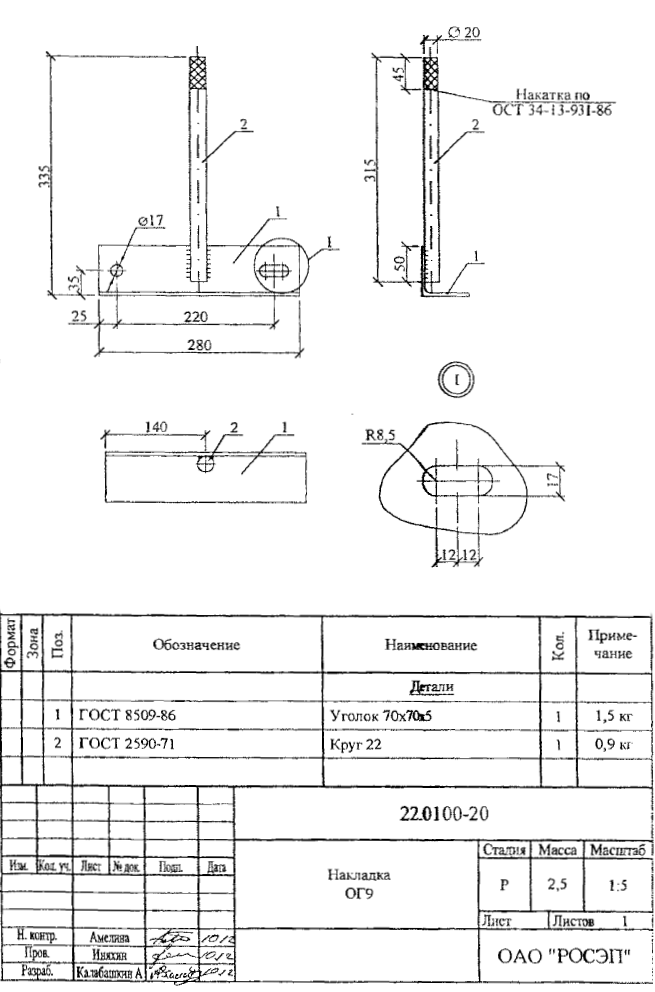 Ø 20
45
Накатка по
ОСТ 34-13-931-86
2
2
335
315
1
I
Ø17
1
35
50
25
220
280
I
140
2
1
R8,5
17
12
12
Формат
Зона
Поз.
Обозначение
Наименование
Кол.
Приме-
чание
Детали
1 ГОСТ 8509-86 Уголок 70х70х5 1 1,5 кг
2 ГОСТ 2590-71 Круг 22 1 0,9 кг
22.0100-20
Стадия Масса Масштаб
Изм. Кол. уч. Лист № док. Подп. Дата
Накладка
ОГ9
Р 2,5 1:5
Лист Листов 1
Н. контр. Амелина 10.12
Пров. Иняхин 10.12
Разраб. Калабашкин А 10.12
ОАО "РОСЭП"